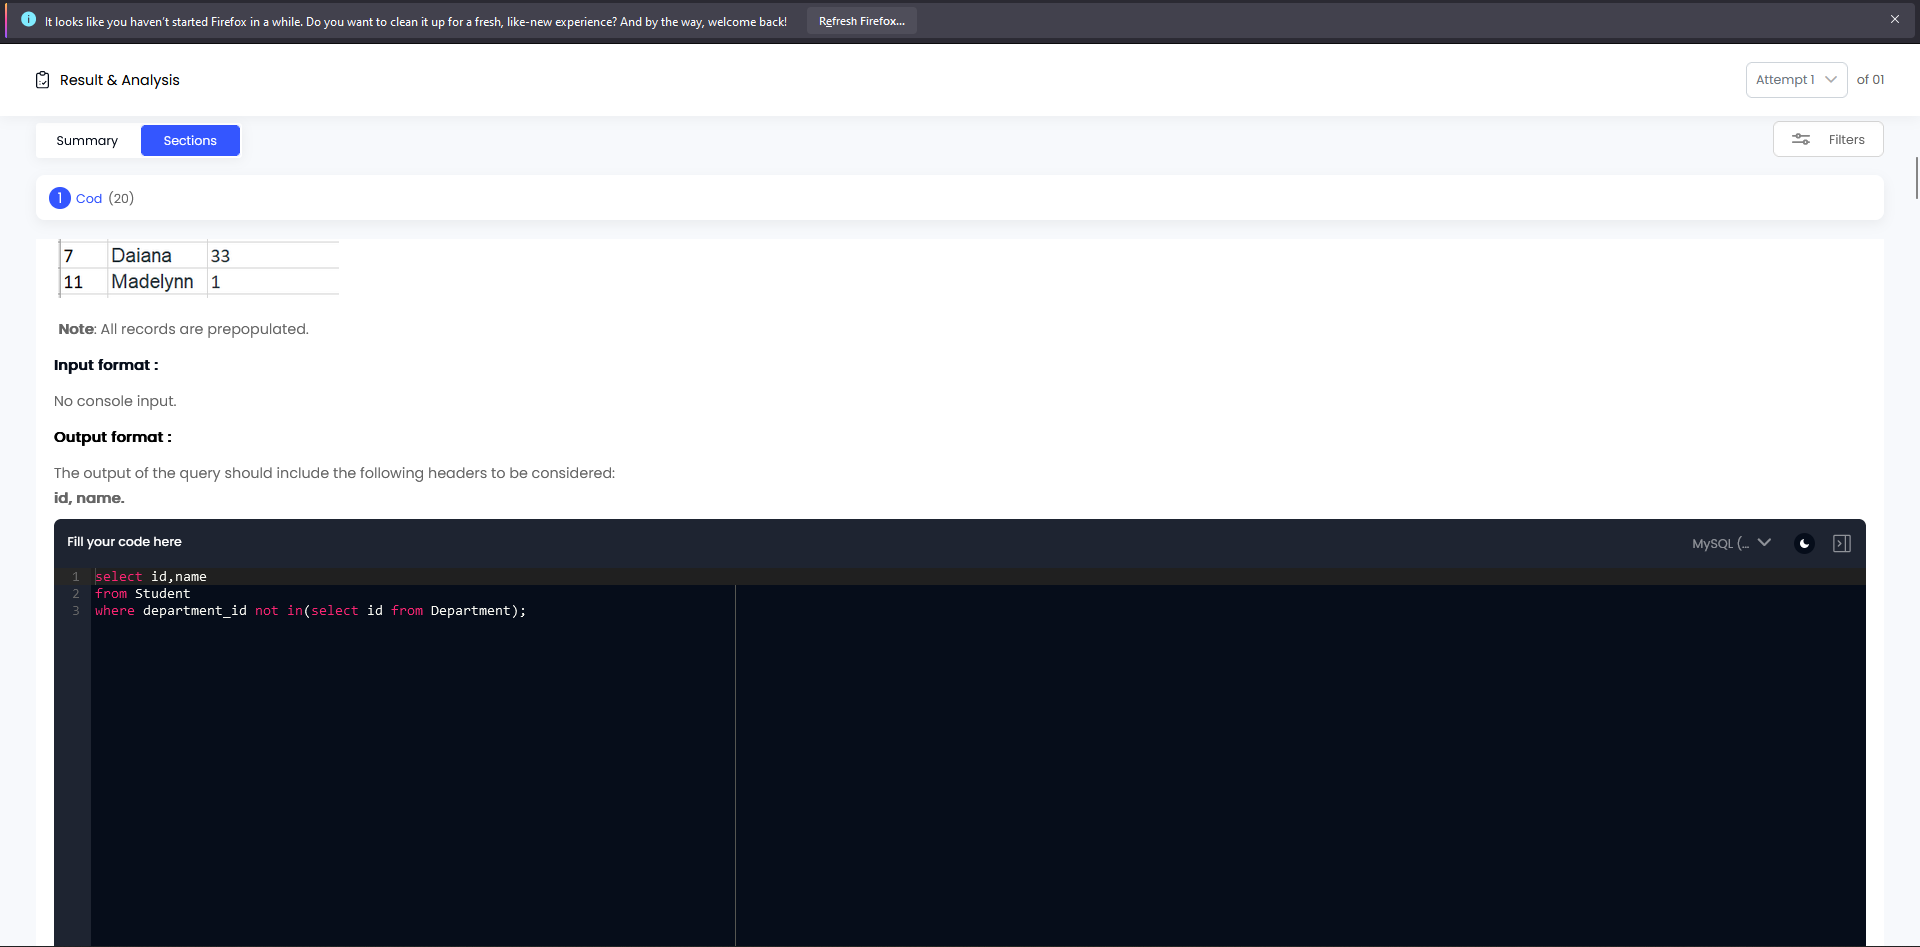 It looks like you haven't started Firefox in a while. Do you want to clean it up for a fresh, like-new experience? And by the way, welcome back! Refresh Firefox...
Result & Analysis
Attempt 1 of 01
Summary Sections
Filters
1 Cod (20)
7 Daiana 33
11 Madelynn 1
Note: All records are prepopulated.
Input format :
No console input.
Output format :
The output of the query should include the following headers to be considered:
id, name.
Fill your code here
MySQL (...
1 select id,name
2 from Student
3 where department_id not in(select id from Department);